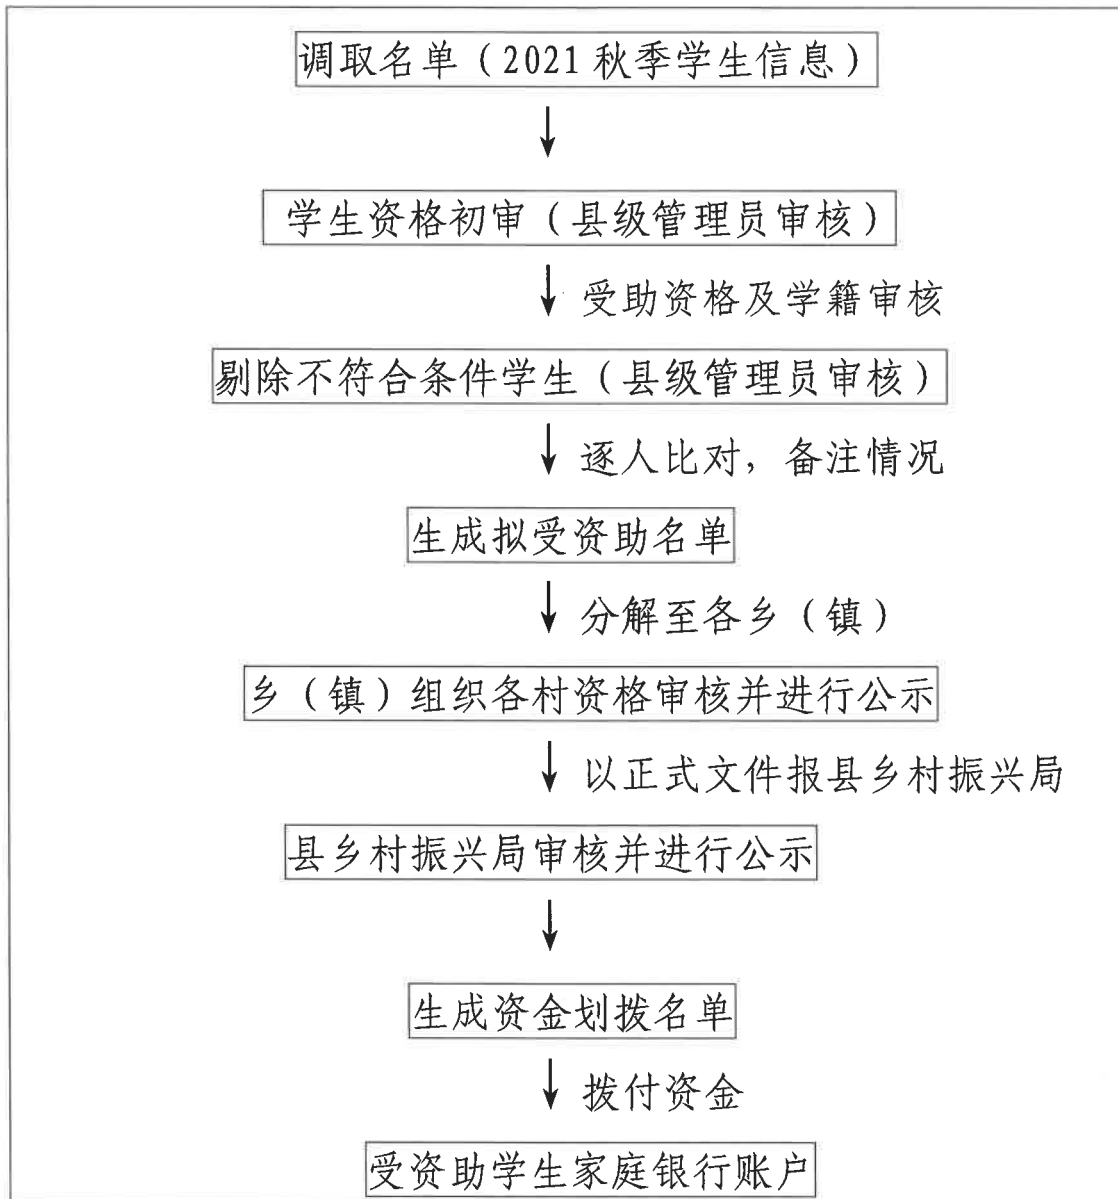 调取名单（2021秋季学生信息）
学生资格初审（县级管理员审核）
受助资格及学籍审核
剔除不符合条件学生（县级管理员审核）
逐人比对，备注情况
生成拟受资助名单
分解至各乡（镇）
乡（镇）组织各村资格审核并进行公示
以正式文件报县乡村振兴局
县乡村振兴局审核并进行公示
生成资金划拨名单
拨付资金
受资助学生家庭银行账户